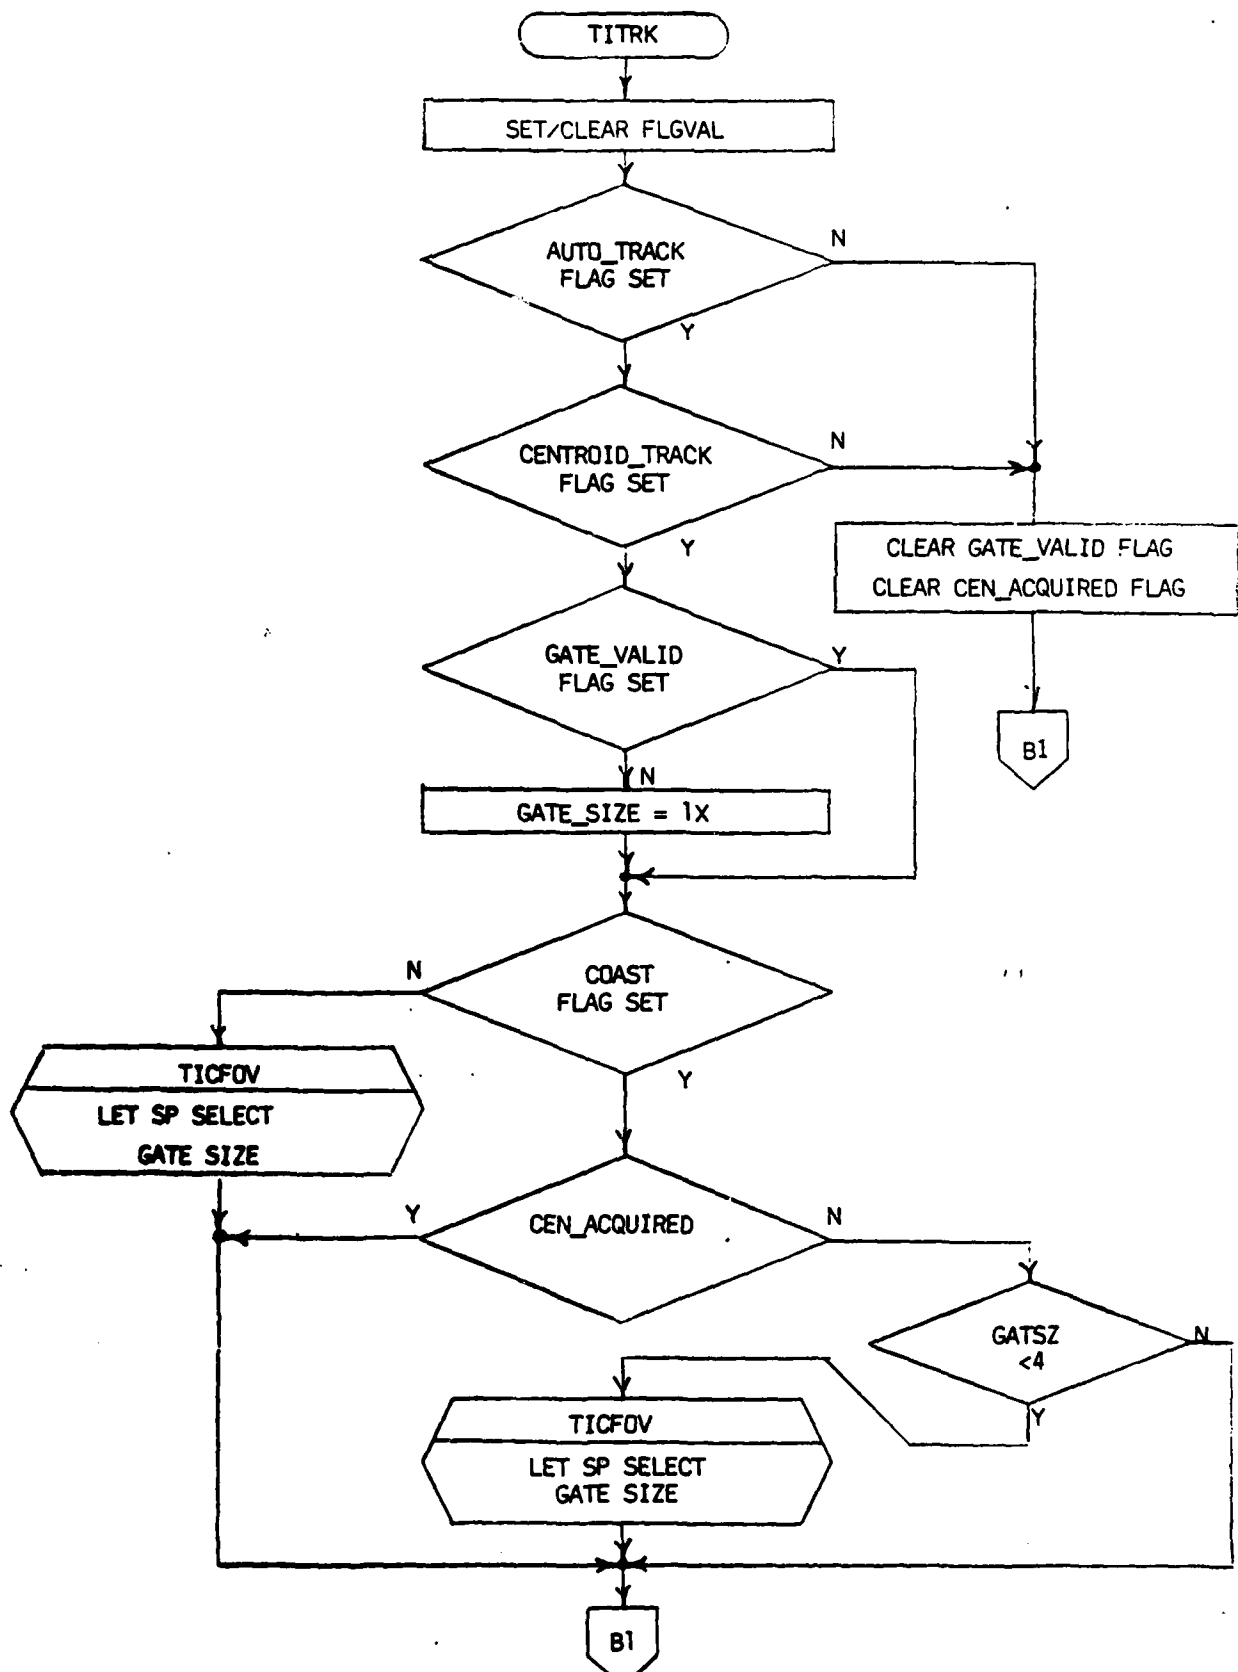 TITRK
SET/CLEAR FLGVAL
AUTO_TRACK
FLAG SET
N
Y
CENTROID_TRACK
FLAG SET
N
Y
CLEAR GATE_VALID FLAG
CLEAR CEN_ACQUIRED FLAG
GATE_VALID
FLAG SET
Y
N
B1
GATE_SIZE = 1X
COAST
FLAG SET
N
Y
TICFOV
LET SP SELECT
GATE SIZE
CEN_ACQUIRED
Y
N
GATSZ
<4
N
Y
TICFOV
LET SP SELECT
GATE SIZE
B1